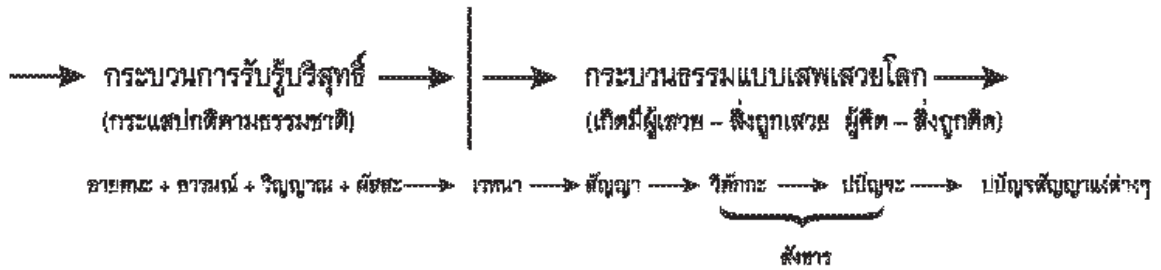 กระบวนการรับรู้บริสุทธิ์ กระบวนธรรมแบบเสพเสวยโลก
(กระแสปกติตามธรรมชาติ) (เกิดมีผู้เสวย – สิ่งถูกเสวย ผู้คิด – สิ่งถูกคิด)
อายตนะ + อารมณ์ + วิญญาณ + ผัสสะ เวทนา สัญญา วิตักกะ ปปัญจะ ปปัญจสัญญาแง่ต่างๆ
สังขาร